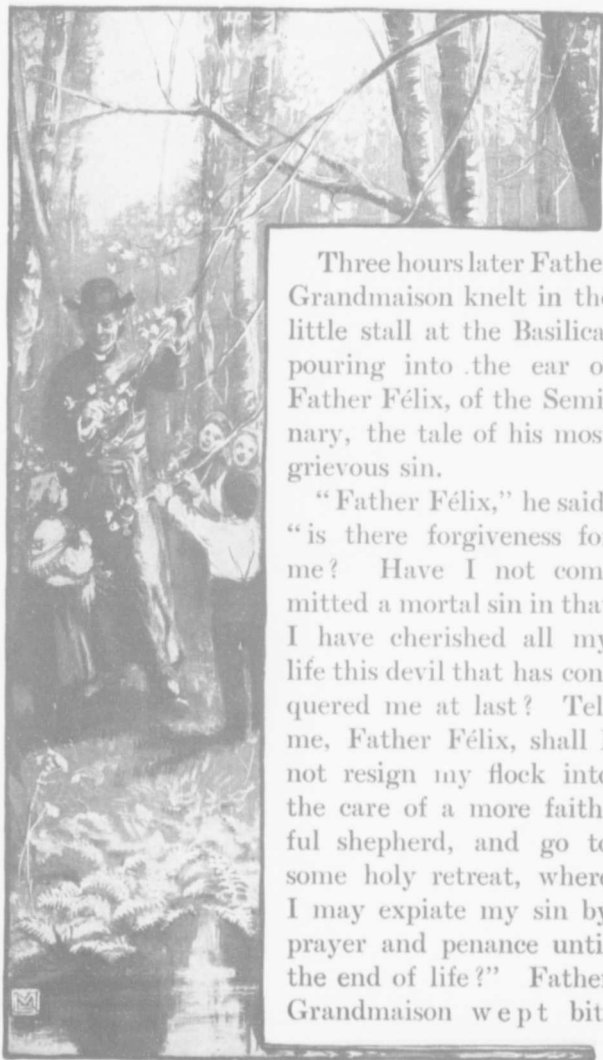 Three hours later Fathe
Grandmaison knelt in the
little stall at the Basilica
pouring into the ear o
Father Félix, of the Semi
nary, the tale of his mos
grievous sin.
“Father Félix,” he said
“is there forgiveness fo
me? Have I not com
mitted a mortal sin in tha
I have cherished all my
life this devil that has con
quered me at last? Tel
me, Father Félix, shall I
not resign my flock into
the care of a more faith
ful shepherd, and go to
some holy retreat, where
I may expiate my sin by
prayer and penance unti
the end of life?” Father
Grandmaison wept bit